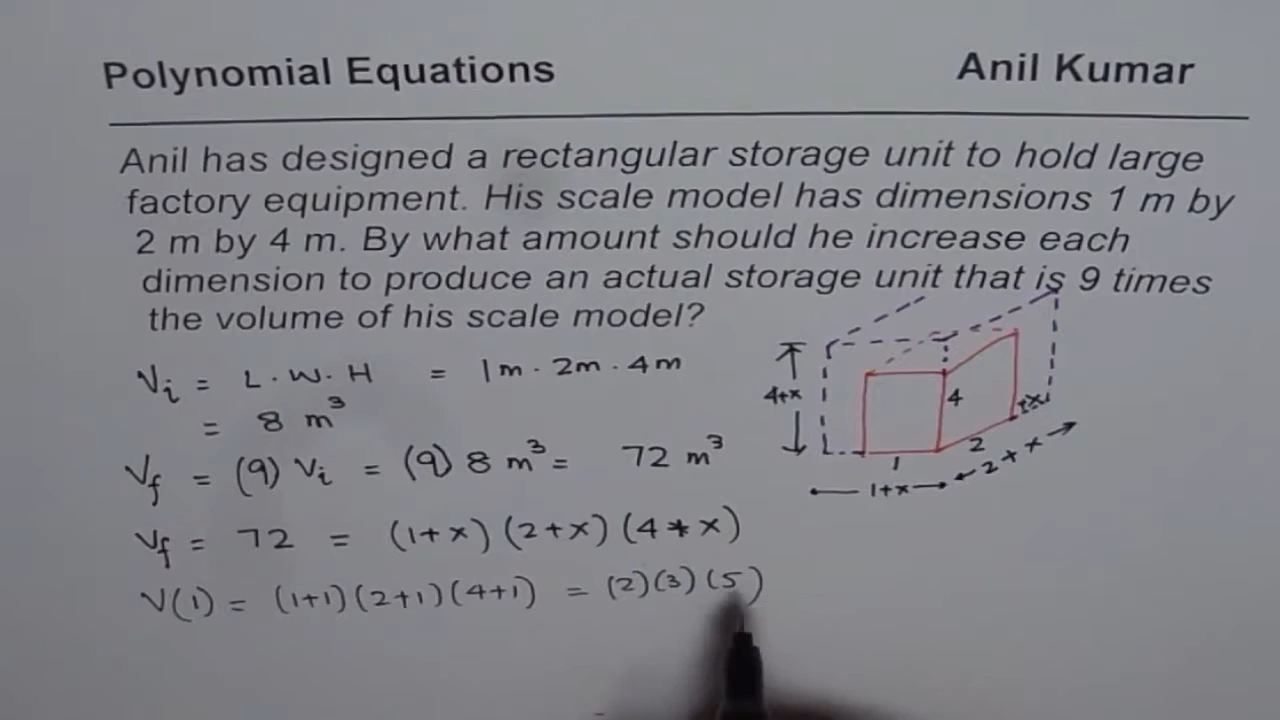 Polynomial Equations
Anil Kumar
Anil has designed a rectangular storage unit to hold large
factory equipment. His scale model has dimensions 1 m by
2 m by 4 m. By what amount should he increase each
dimension to produce an actual storage unit that is 9 times
the volume of his scale model?
Vi = L . W . H = 1m . 2m . 4m
= 8 m³
Vf = (9) Vi = (9) 8 m³ = 72 m³
Vf = 72 = (1+x) (2+x) (4+x)
V(1) = (1+1)(2+1)(4+1) = (2)(3)(5)
4+x
4
+x
2
1
2+x
1+x